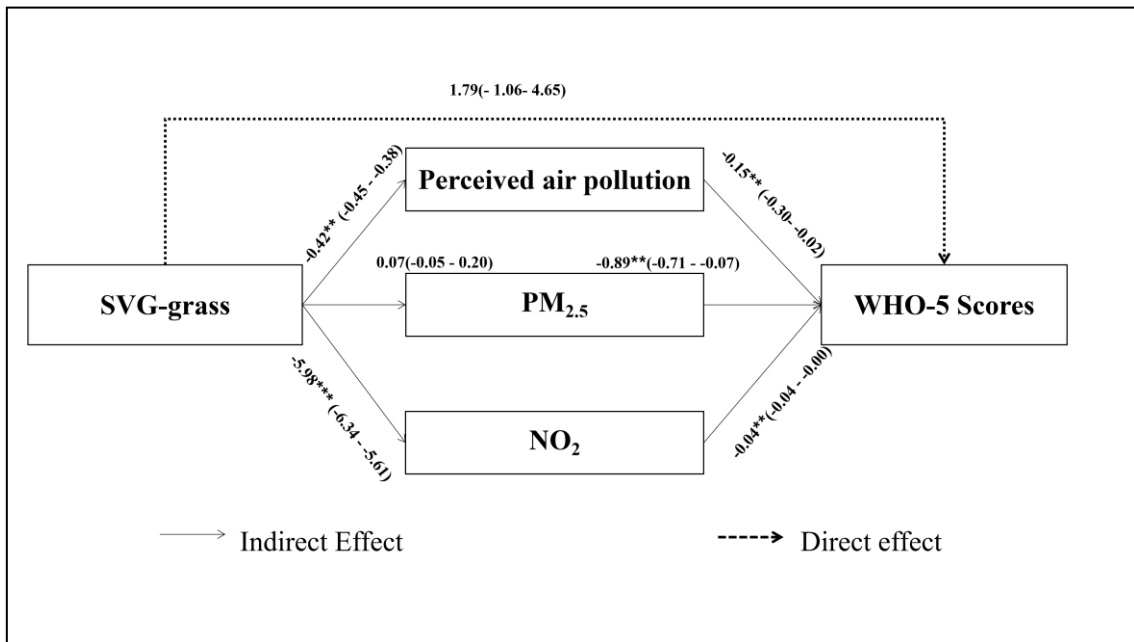 1.79(- 1.06- 4.65)
-0.42** (-0.45 - -0.38)
Perceived air pollution
-0.15** (-0.30- -0.02)
0.07(-0.05 - 0.20)
-0.89**(-0.71 - -0.07)
SVG-grass
PM2.5
WHO-5 Scores
-5.98*** (-6.34 - -5.61)
NO2
-0.04**(-0.04 - -0.00)
Indirect Effect
Direct effect